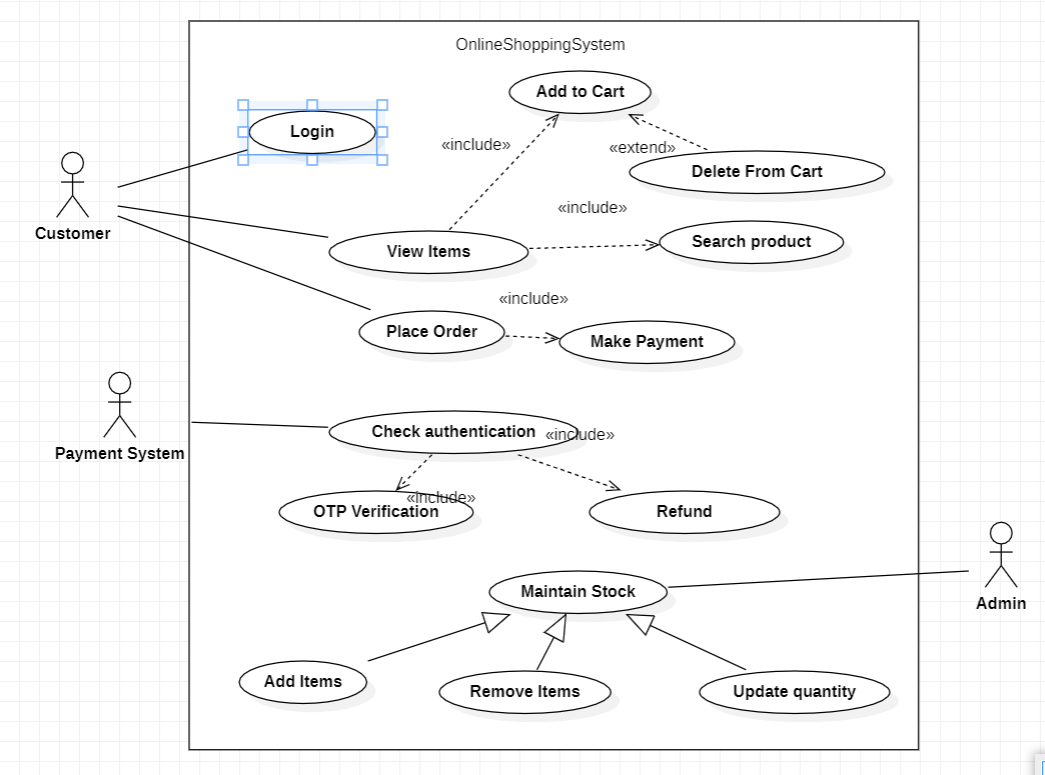 OnlineShoppingSystem
Add to Cart
Login
«include»
«extend»
Delete From Cart
«include»
Customer
Search product
View Items
«include»
Place Order
Make Payment
Check authentication
«include»
Payment System
«include»
OTP Verification
Refund
Maintain Stock
Admin
Add Items
Remove Items
Update quantity